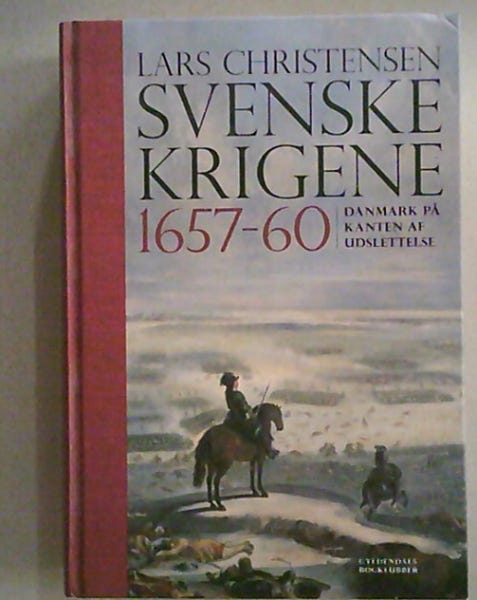 LARS CHRISTENSEN
SVENSKE
KRIGENE
1657-60
DANMARK PÅ
KANTEN AF
UDSLETTELSE
GYLDENDALS
BOGKLUBBER